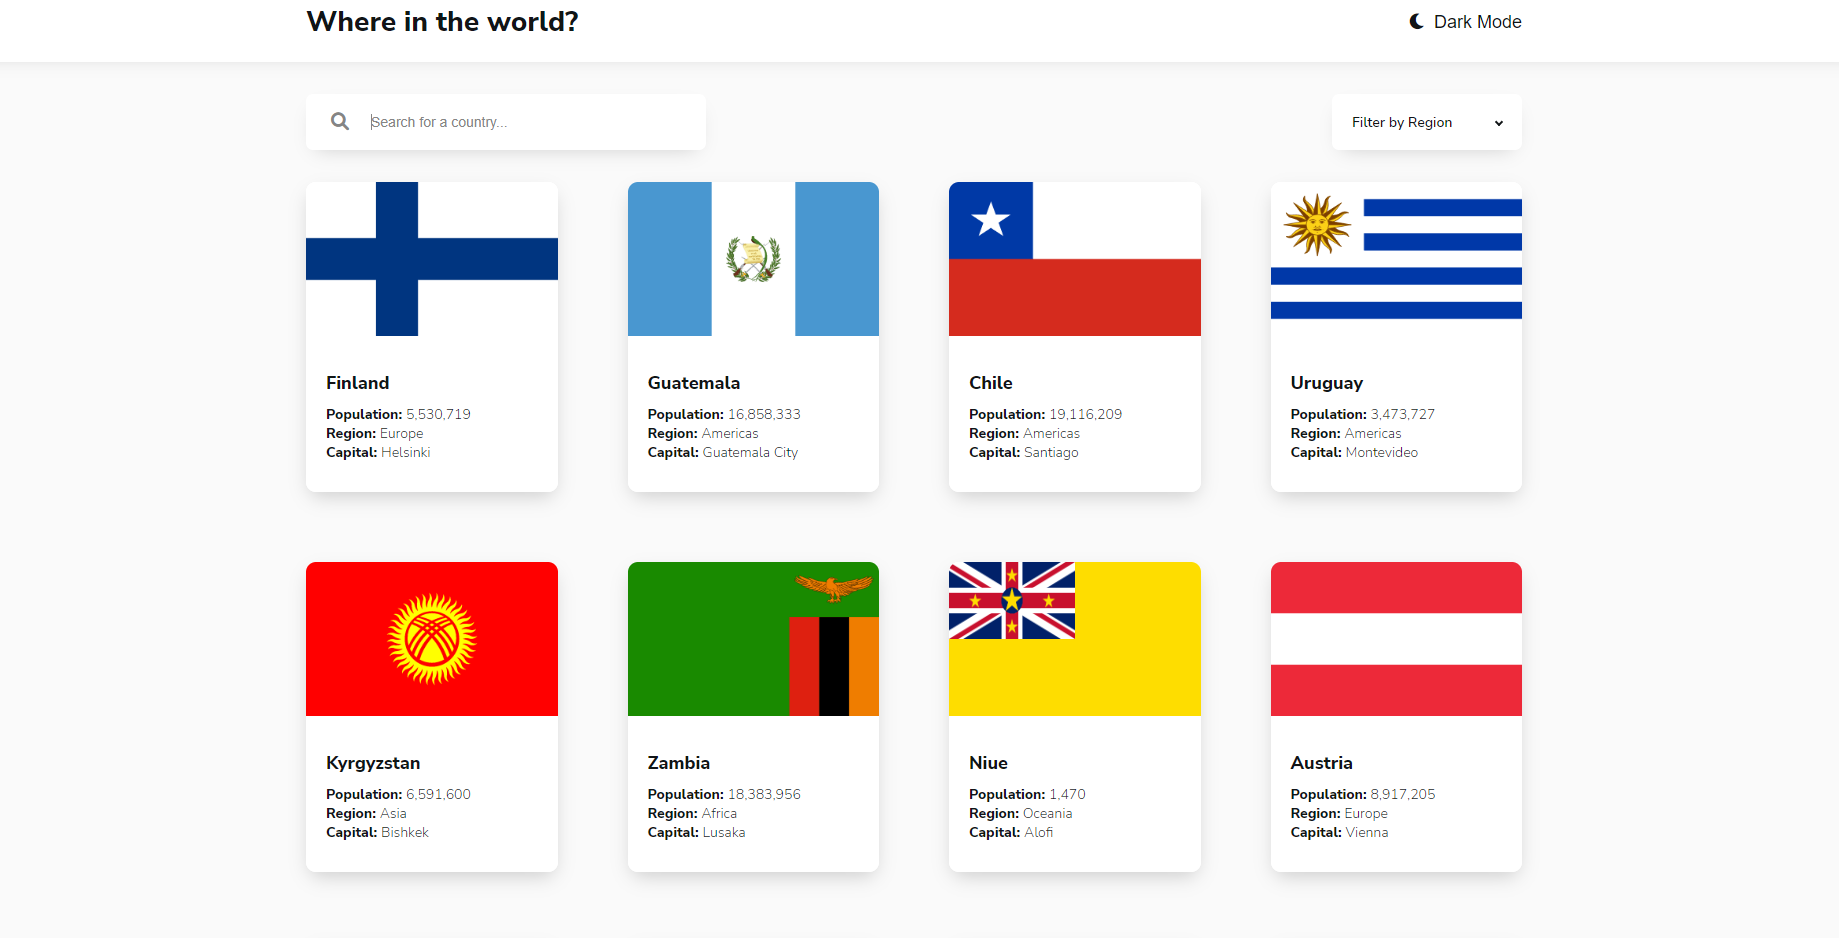 Where in the world?
Dark Mode
Search for a country...
Filter by Region
Finland
Population: 5,530,719
Region: Europe
Capital: Helsinki
Guatemala
Population: 16,858,333
Region: Americas
Capital: Guatemala City
Chile
Population: 19,116,209
Region: Americas
Capital: Santiago
Uruguay
Population: 3,473,727
Region: Americas
Capital: Montevideo
Kyrgyzstan
Population: 6,591,600
Region: Asia
Capital: Bishkek
Zambia
Population: 18,383,956
Region: Africa
Capital: Lusaka
Niue
Population: 1,470
Region: Oceania
Capital: Alofi
Austria
Population: 8,917,205
Region: Europe
Capital: Vienna